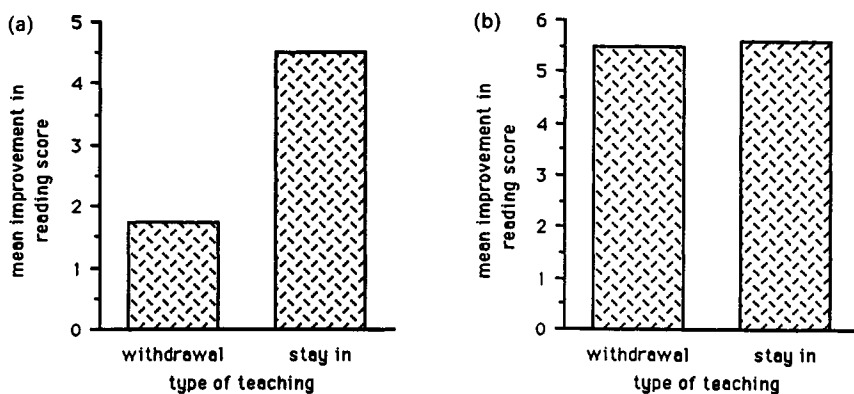 (a)
5
4
3
2
1
0
mean improvement in
reading score
withdrawal stay in
type of teaching
(b)
6
5
4
3
2
1
0
mean improvement in
reading score
withdrawal stay in
type of teaching